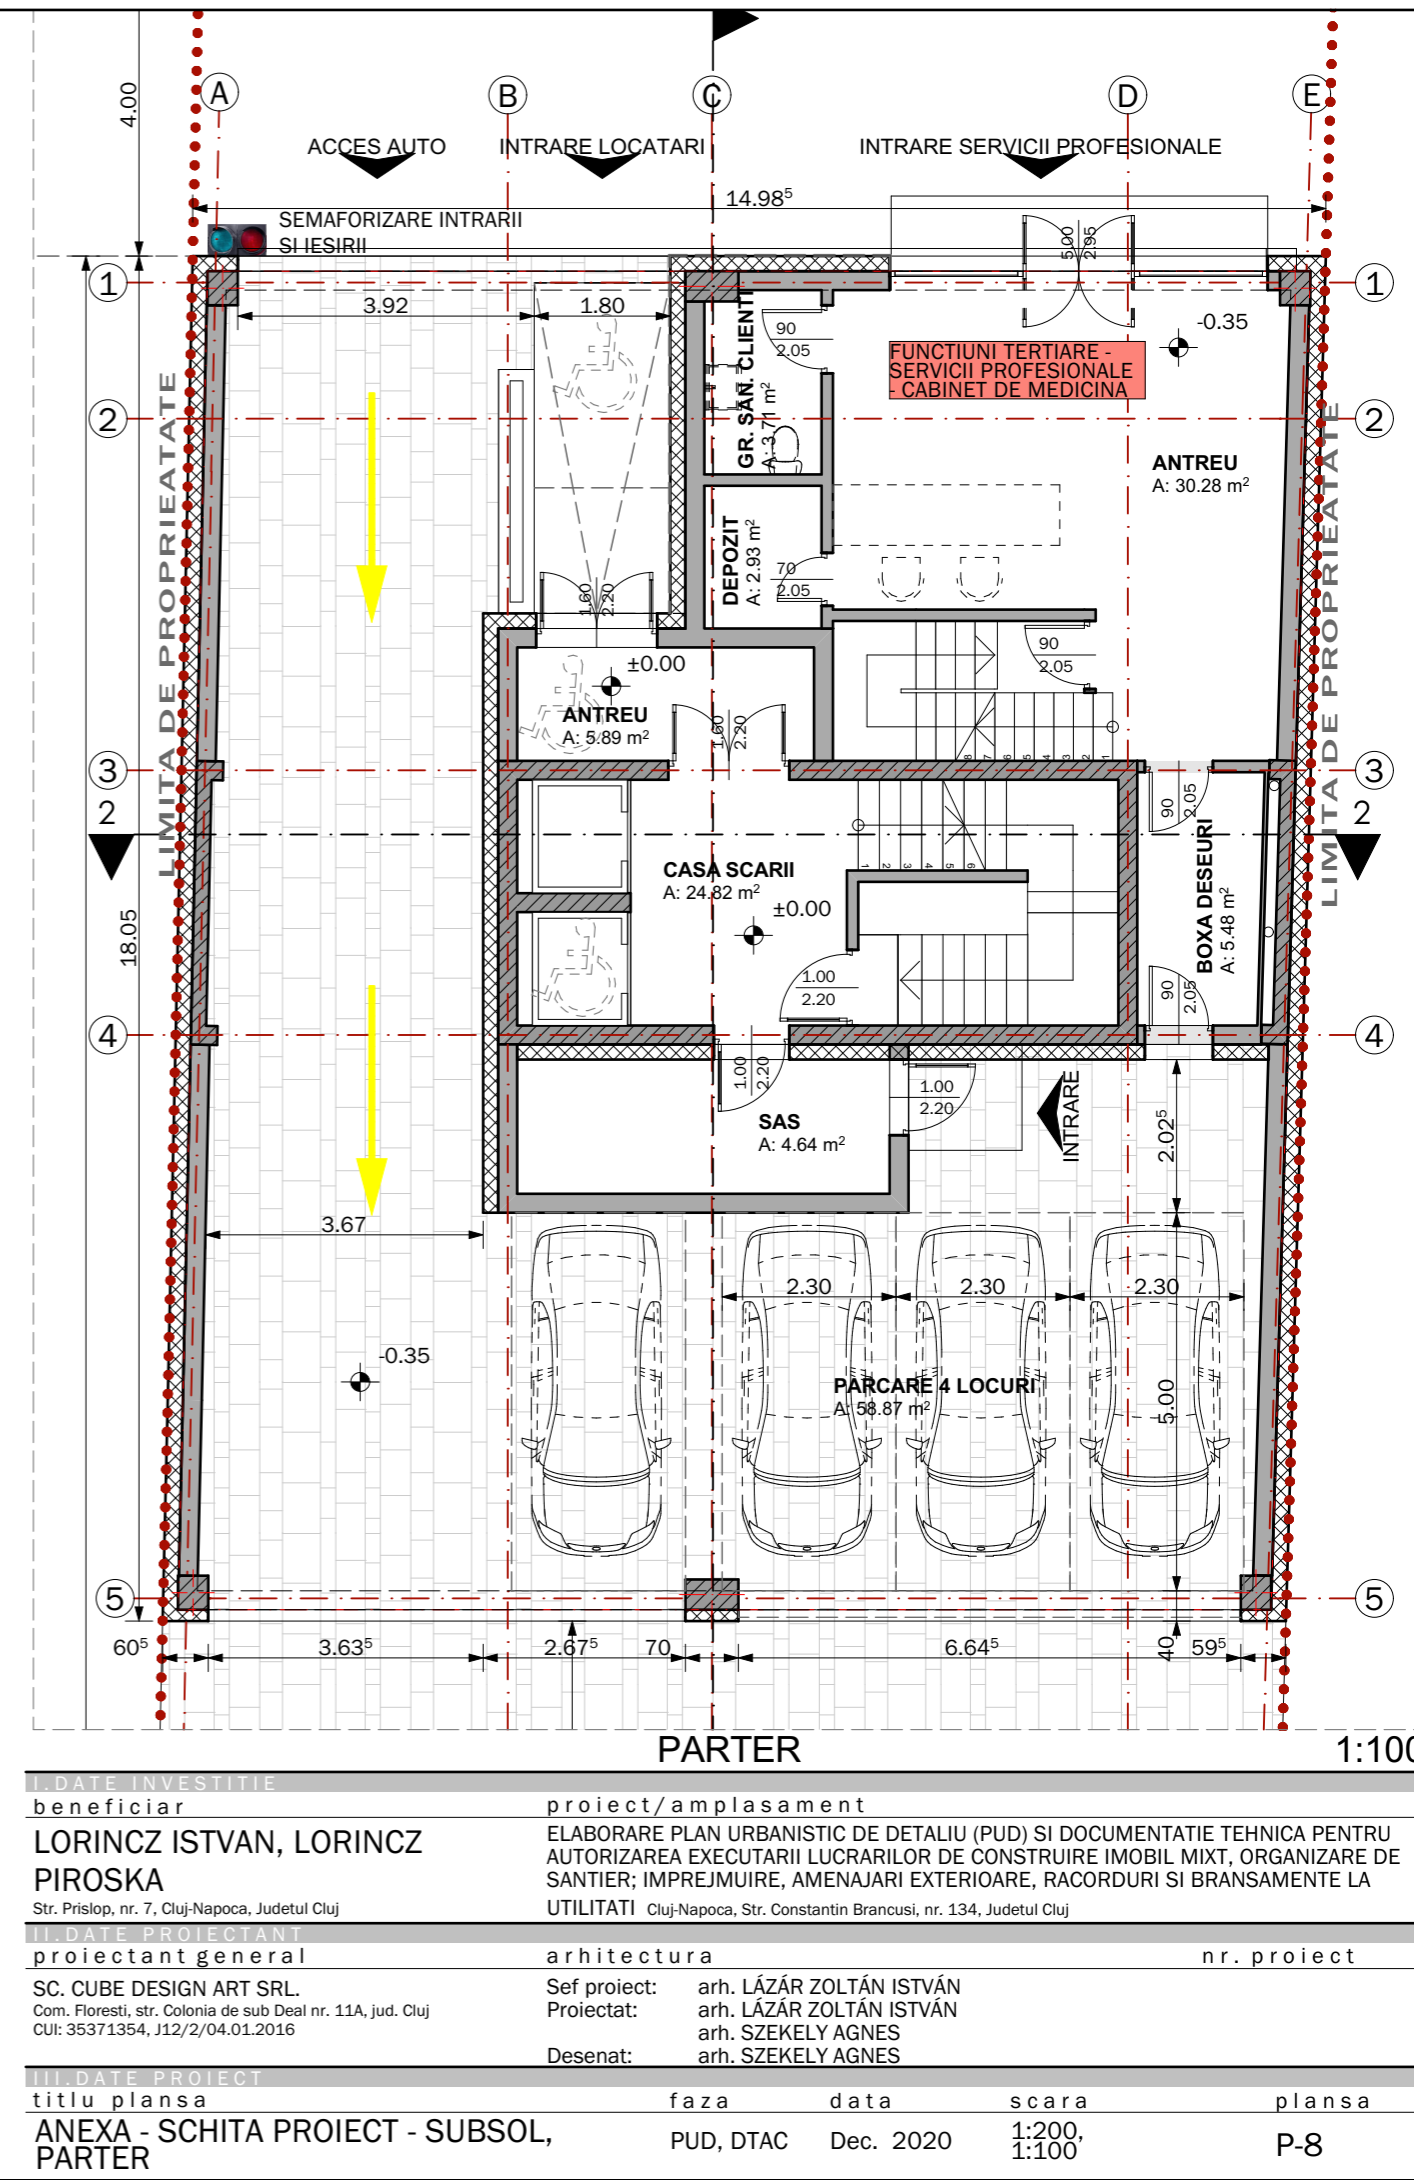 4.00
A
B
C
D
E
ACCES AUTO
INTRARE LOCATARI
INTRARE SERVICII PROFESIONALE
14.98⁵
SEMAFORIZARE INTRARII
SI IESIRII
5.00
2.95
1
1
3.92
1.80
-0.35
GR. SAN. CLIENTI
A: 3.71 m²
90
2.05
FUNCTIUNI TERTIARE -
SERVICII PROFESIONALE
- CABINET DE MEDICINA
2
2
LIMITA DE PROPRIEATATE
LIMITA DE PROPRIEATATE
ANTREU
A: 30.28 m²
DEPOZIT
A: 2.93 m²
70
2.05
1.60
2.20
90
2.05
±0.00
ANTREU
A: 5.89 m²
1.60
2.20
8
7
6
5
4
3
2
1
3
3
2
2
90
2.05
CASA SCARII
A: 24.82 m²
±0.00
1
2
3
4
5
6
BOXA DESEURI
A: 5.48 m²
18.05
1.00
2.20
90
2.05
4
4
1.00
2.20
1.00
2.20
INTRARE
SAS
A: 4.64 m²
2.02⁵
3.67
2.30
2.30
2.30
-0.35
PARCARE 4 LOCURI
A: 58.87 m²
5.00
5
5
60⁵
3.63⁵
2.67⁵
70
6.64⁵
40
59⁵
PARTER
1:100
I.DATE INVESTITIE
beneficiar
proiect/amplasament
LORINCZ ISTVAN, LORINCZ
PIROSKA
Str. Prislop, nr. 7, Cluj-Napoca, Judetul Cluj
ELABORARE PLAN URBANISTIC DE DETALIU (PUD) SI DOCUMENTATIE TEHNICA PENTRU
AUTORIZAREA EXECUTARII LUCRARILOR DE CONSTRUIRE IMOBIL MIXT, ORGANIZARE DE
SANTIER; IMPREJMUIRE, AMENAJARI EXTERIOARE, RACORDURI SI BRANSAMENTE LA
UTILITATI Cluj-Napoca, Str. Constantin Brancusi, nr. 134, Judetul Cluj
II.DATE PROIECTANT
proiectant general
arhitectura
nr. proiect
SC. CUBE DESIGN ART SRL.
Com. Floresti, str. Colonia de sub Deal nr. 11A, jud. Cluj
CUI: 35371354, J12/2/04.01.2016
Sef proiect: arh. LÁZÁR ZOLTÁN ISTVÁN
Proiectat: arh. LÁZÁR ZOLTÁN ISTVÁN
arh. SZEKELY AGNES
Desenat: arh. SZEKELY AGNES
III.DATE PROIECT
titlu plansa
faza
data
scara
plansa
ANEXA - SCHITA PROIECT - SUBSOL,
PARTER
PUD, DTAC
Dec. 2020
1:200,
1:100
P-8